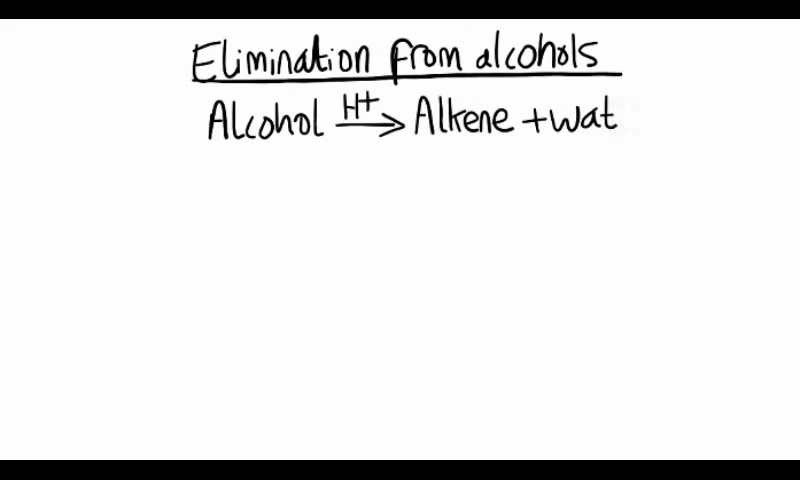 Elimination from alcohols
Alcohol H+ → Alkene + wat